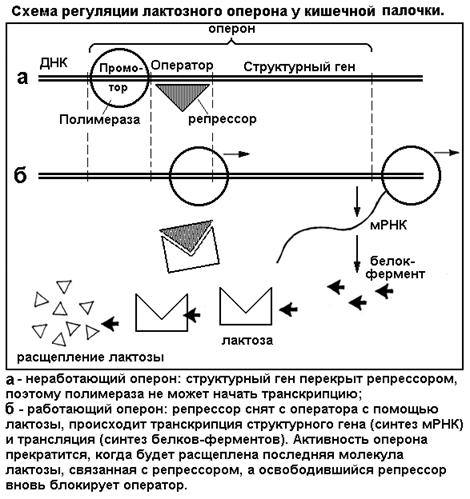 Схема регуляции лактозного оперона у кишечной палочки.
оперон
ДНК
Промо-
тор
Оператор
Структурный ген
а
Полимераза
репрессор
б
мРНК
белок-
фермент
лактоза
расщепление лактозы
а - неработающий оперон: структурный ген перекрыт репрессором,
поэтому полимераза не может начать транскрипцию;
б - работающий оперон: репрессор снят с оператора с помощью
лактозы, происходит транскрипция структурного гена (синтез мРНК)
и трансляция (синтез белков-ферментов). Активность оперона
прекратится, когда будет расщеплена последняя молекула
лактозы, связанная с репрессором, а освободившийся репрессор
вновь блокирует оператор.